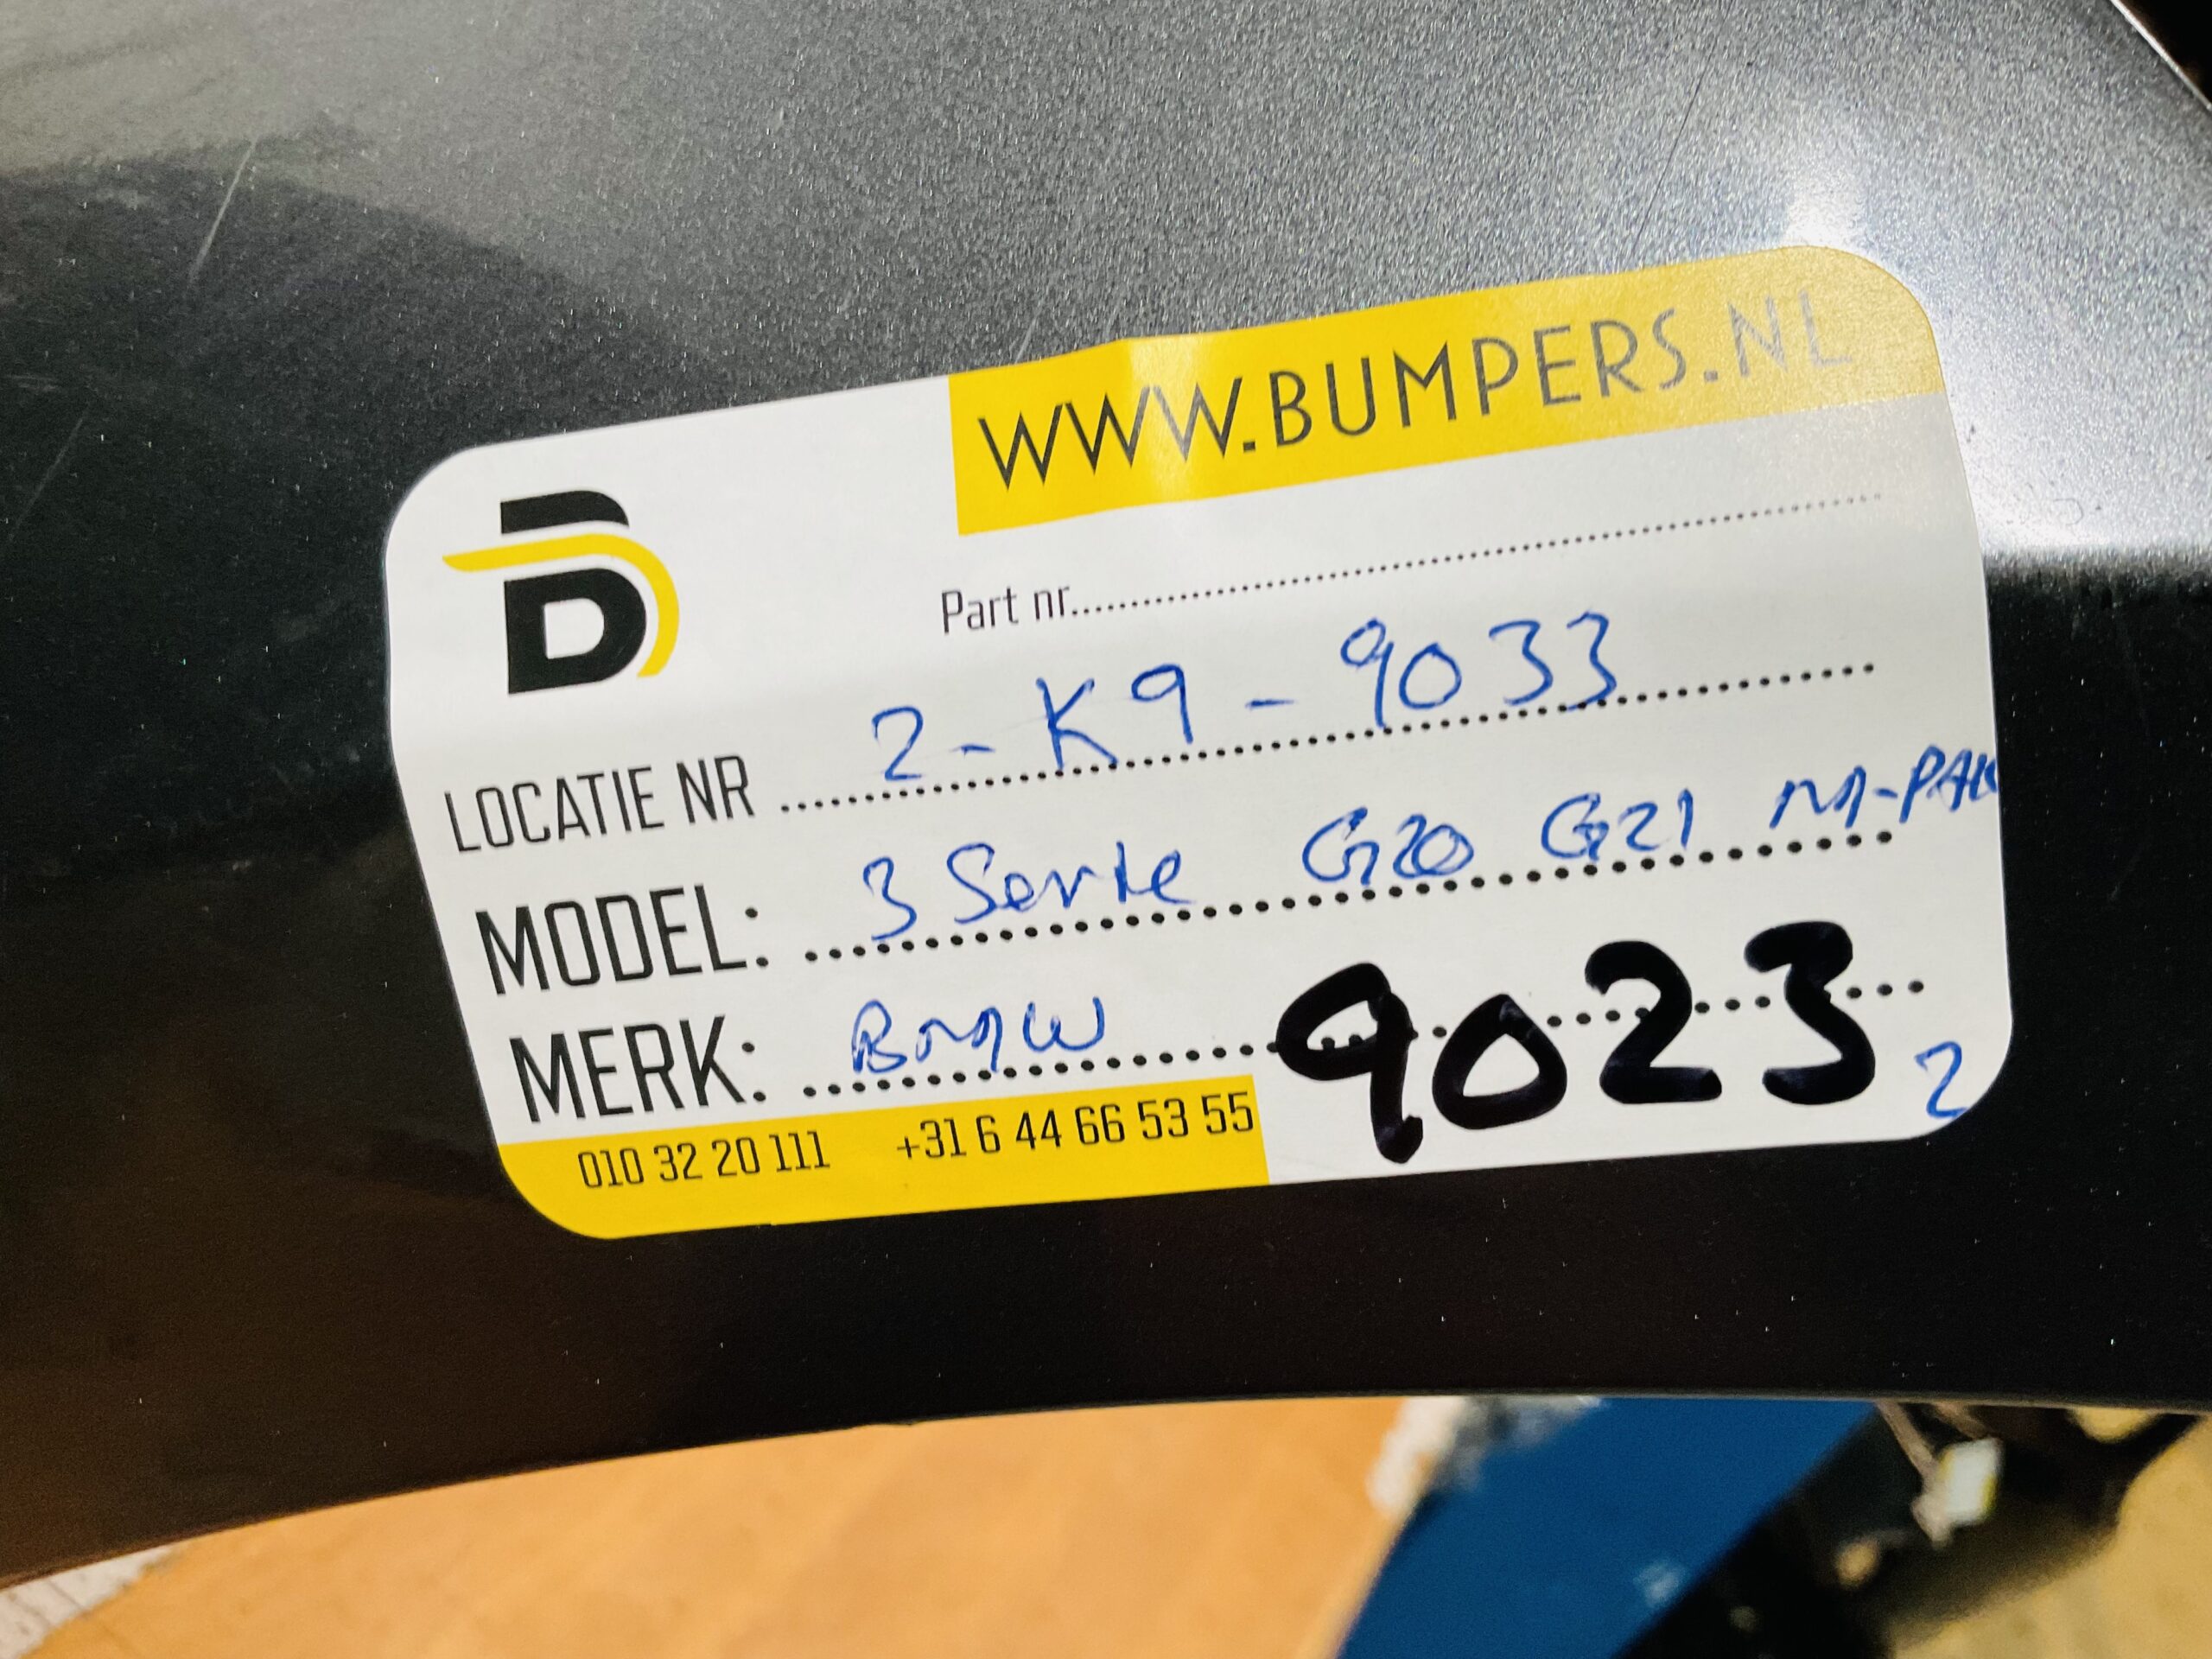 WWW.BUMPERS.NL
Part nr.
LOCATIE NR 2-K9-9033
MODEL: 3 Serie G20 G21 M-PAK
MERK: BMW 9023 2
010 32 20 111 +31 6 44 66 53 55